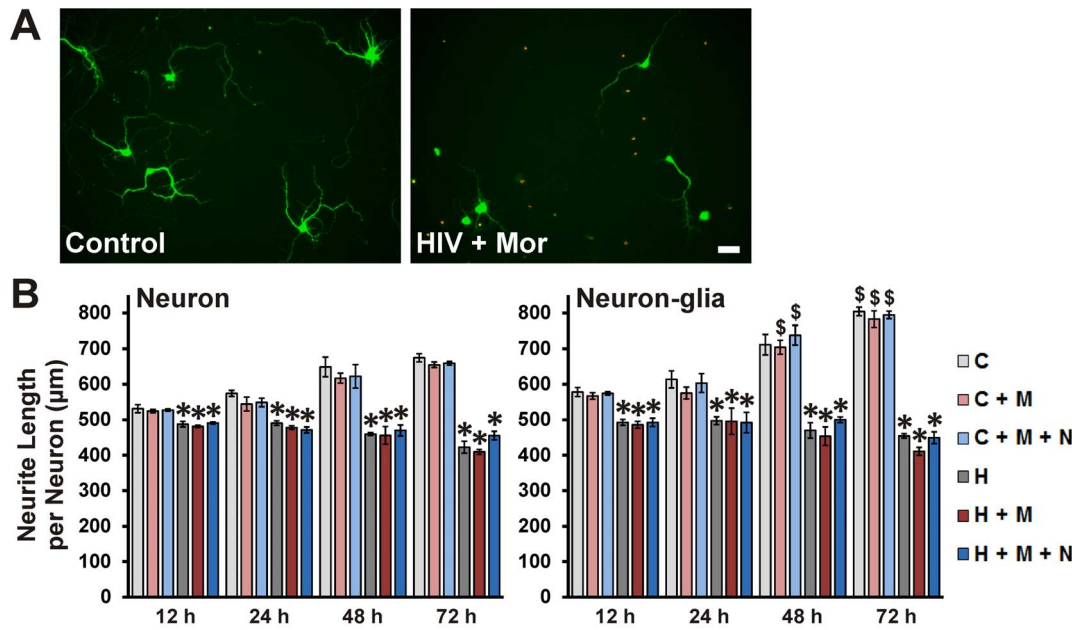 A
Control
HIV + Mor
B
Neurite Length
per Neuron (µm)
Neuron
800
700
600
500
400
300
200
100
0
* * *
* * *
* * *
* * *
12 h 24 h 48 h 72 h
Neuron-glia
800
700
600
500
400
300
200
100
0
* * *
* * *
$ $
* * *
$ $ $
* * *
12 h 24 h 48 h 72 h
C
C + M
C + M + N
H
H + M
H + M + N